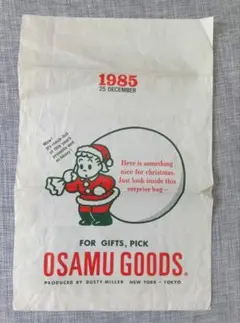 1985
25 DECEMBER
Wow!
Here is something
nice for christmas.
Just look inside this
surprise bag —
FOR GIFTS, PICK
OSAMU GOODS.
PRODUCED BY DUSTY MILLER NEW YORK · TOKYO